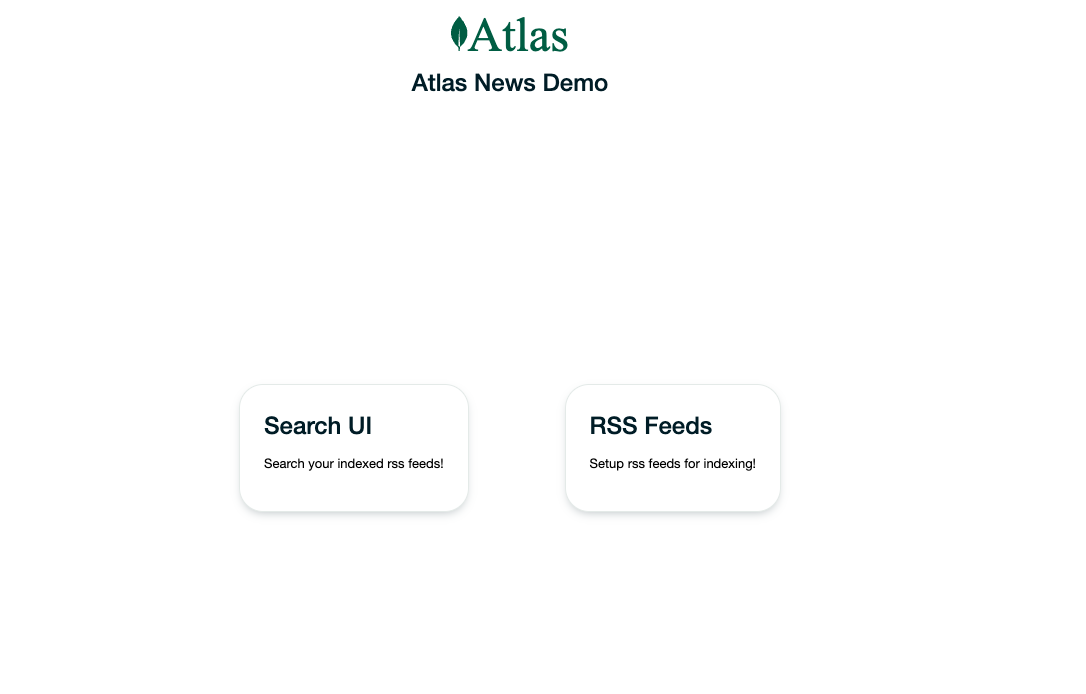 Atlas
Atlas News Demo
Search UI
Search your indexed rss feeds!
RSS Feeds
Setup rss feeds for indexing!